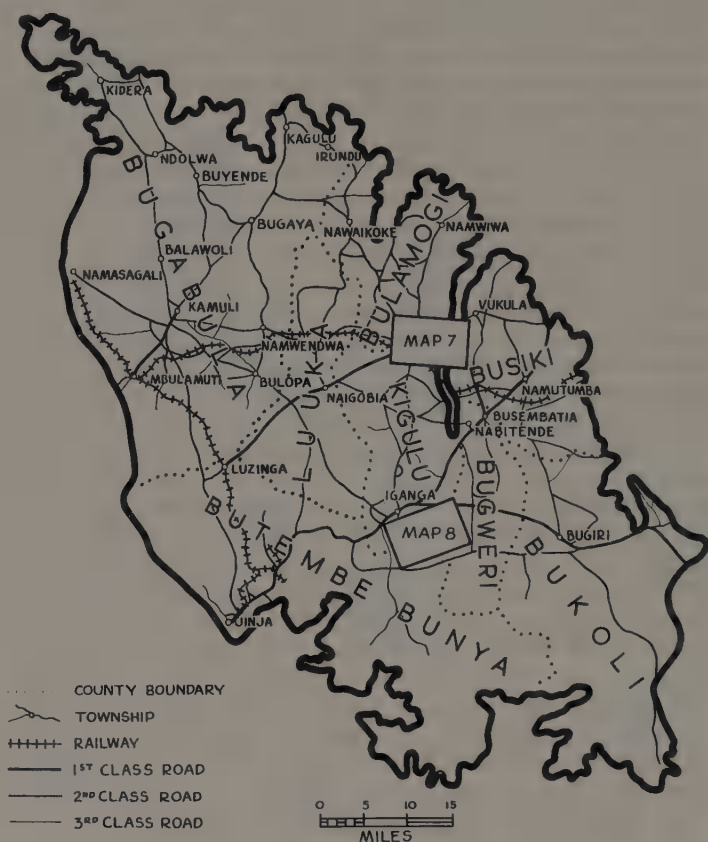 KIDERA
KAGULU
IRUNDU
NDOLWA
BUYENDE
BUGAYA
NAWAIKOKE
NAMWIWA
BUGABULA
BULAMOGI
BALAWOLI
NAMASAGALI
KAMULI
VUKULA
MAP 7
NAMWENDWA
BUSIKI
MBULAMUTI
BULOPA
NAIGOBIA
NAMUTUMBA
BUSEMBATIA
NABITENDE
LUUKA
KIGULU
LUZINGA
BUGWERI
IGANGA
MAP 8
BUGIRI
BUTEMBE BUNYA
BUKOLI
JINJA
COUNTY BOUNDARY
TOWNSHIP
RAILWAY
1ST CLASS ROAD
2ND CLASS ROAD
3RD CLASS ROAD
0 5 10 15
MILES